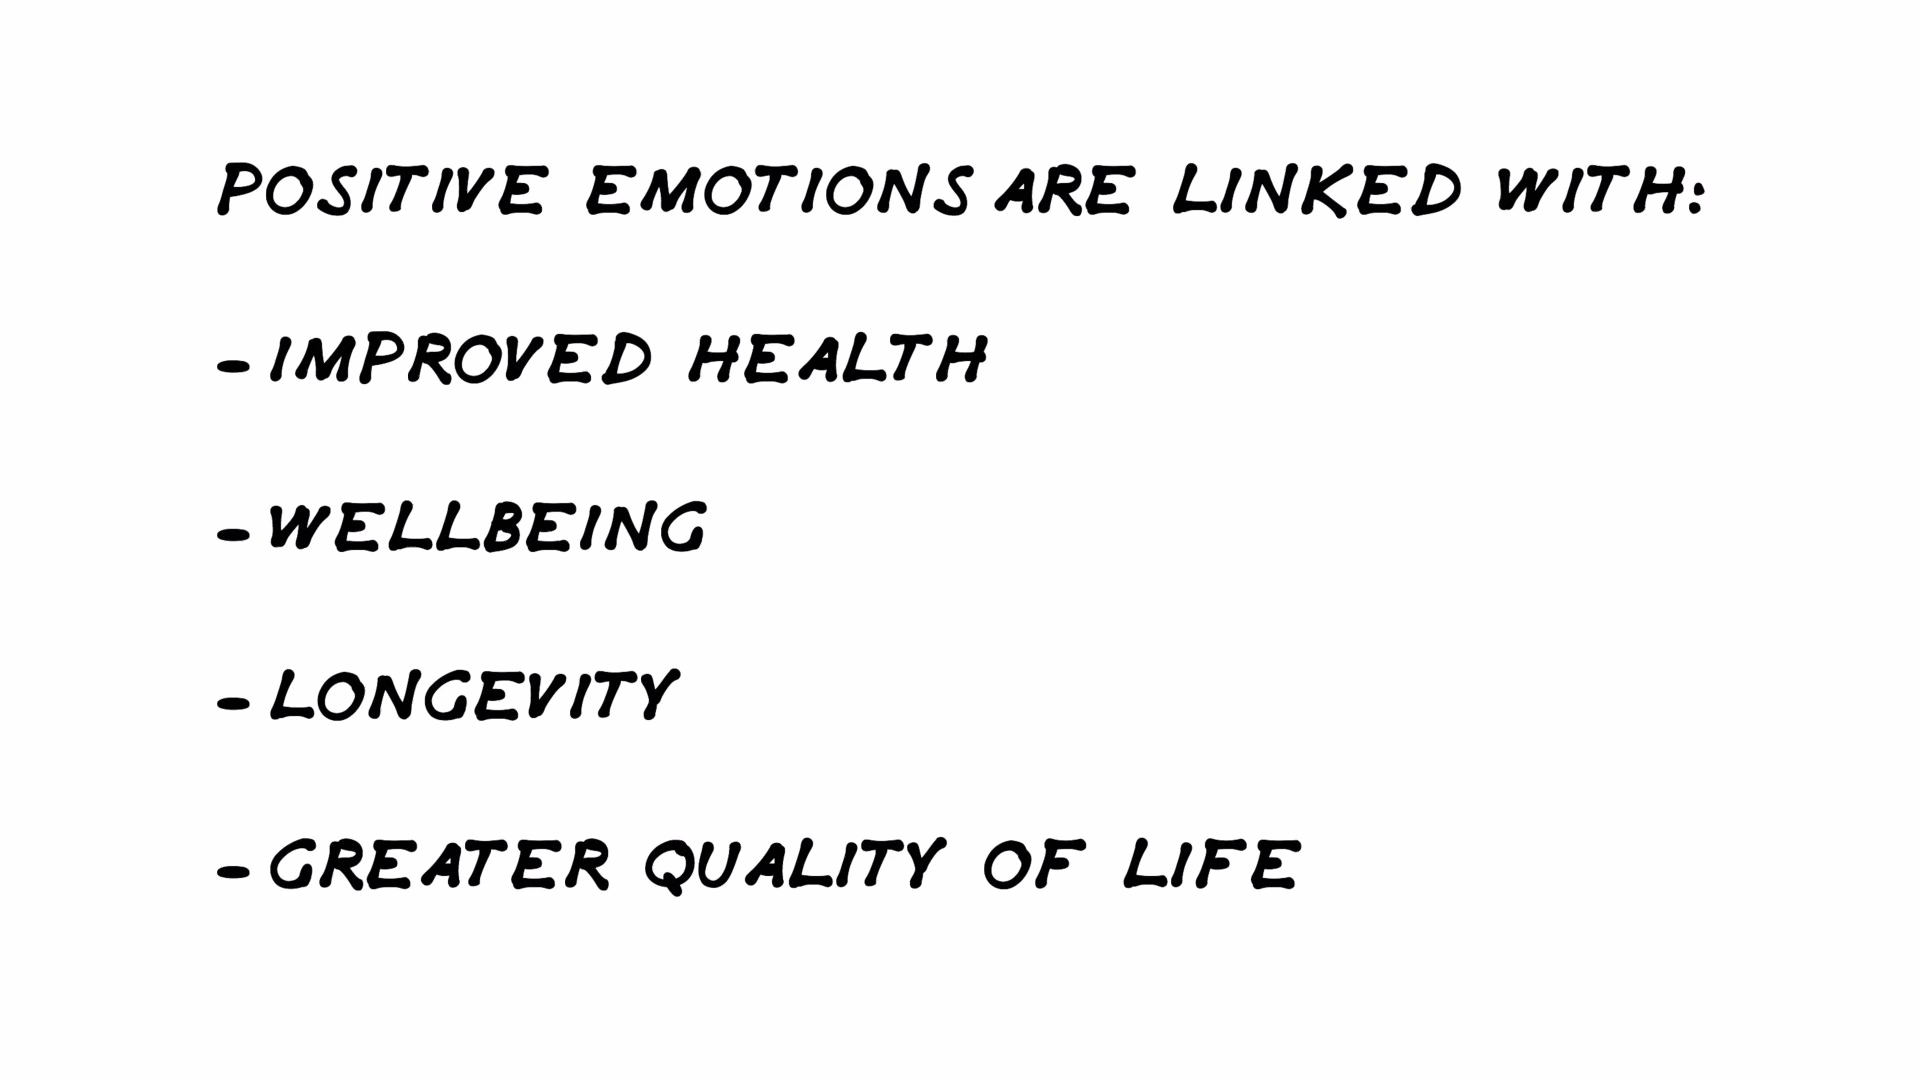 POSITIVE EMOTIONS ARE LINKED WITH:
- IMPROVED HEALTH
- WELLBEING
- LONGEVITY
- GREATER QUALITY OF LIFE